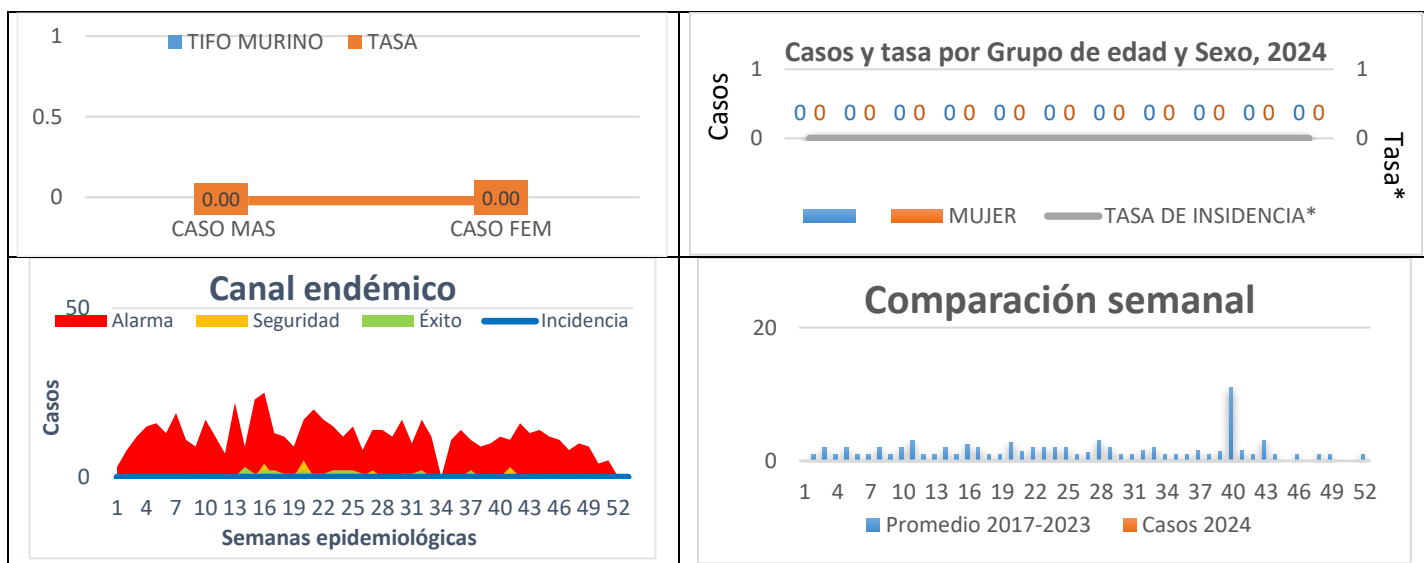 1
TIFO MURINO TASA
0.5
0
0.00 0.00
CASO MAS CASO FEM
Casos y tasa por Grupo de edad y Sexo, 2024
Casos
1 1
0 0 0 0 0 0 0 0 0 0 0 0 0 0 0 0 0 0 0 0 0 0
0 0
Tasa*
MUJER TASA DE INSIDENCIA*
Canal endémico
50
Alarma Seguridad Éxito Incidencia
Casos
0
1 4 7 10 13 16 19 22 25 28 31 34 37 40 43 46 49 52
Semanas epidemiológicas
Comparación semanal
20
0
1 4 7 10 13 16 19 22 25 28 31 34 37 40 43 46 49 52
Promedio 2017-2023 Casos 2024